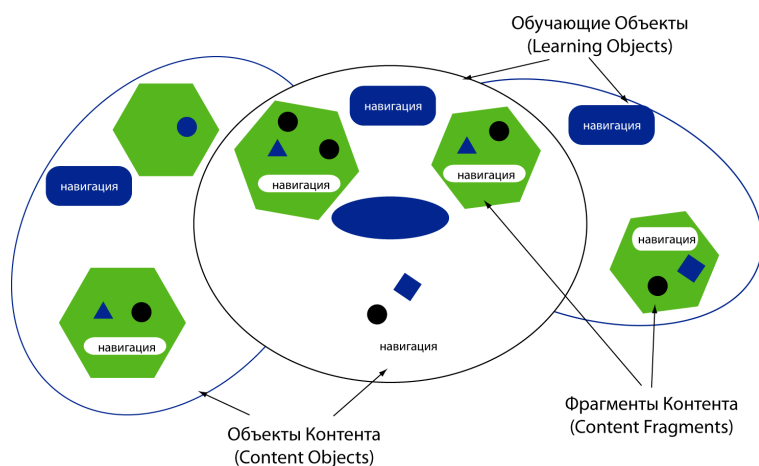 Обучающие Объекты
(Learning Objects)
навигация
навигация
навигация
навигация
навигация
навигация
навигация
навигация
Фрагменты Контента
(Content Fragments)
Объекты Контента
(Content Objects)